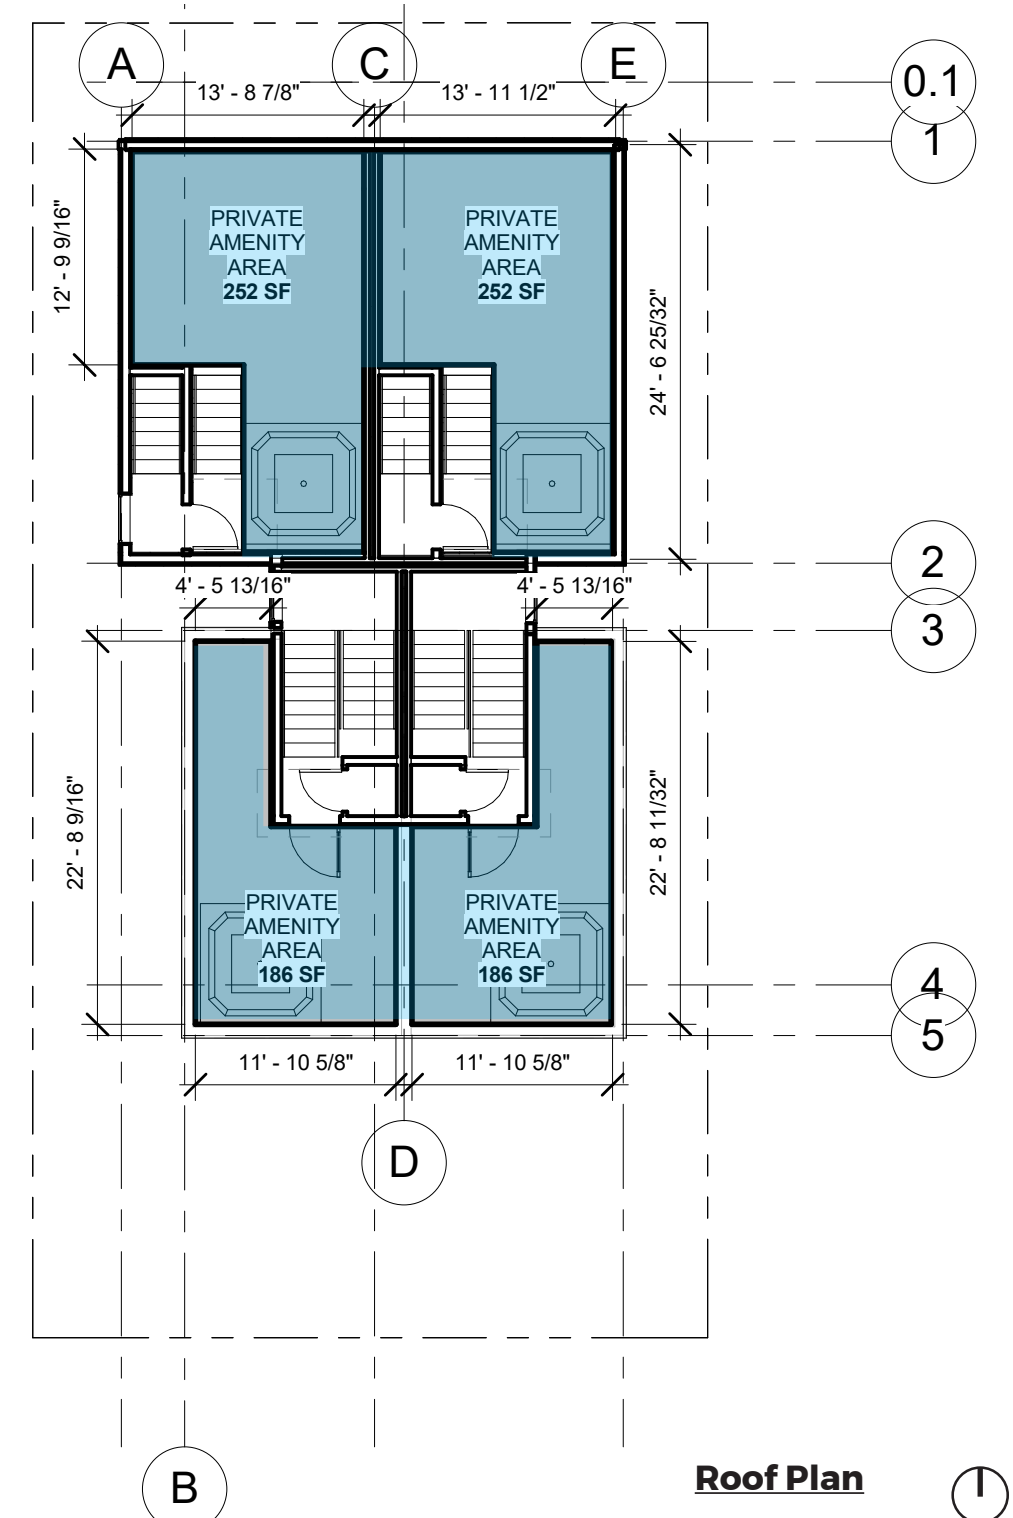 A
C
E
0.1
13' - 8 7/8"
13' - 11 1/2"
1
12' - 9 9/16"
24' - 6 25/32"
PRIVATE
AMENITY
AREA
252 SF
PRIVATE
AMENITY
AREA
252 SF
2
4' - 5 13/16"
4' - 5 13/16"
3
22' - 8 9/16"
22' - 8 11/32"
PRIVATE
AMENITY
AREA
186 SF
PRIVATE
AMENITY
AREA
186 SF
4
5
11' - 10 5/8"
11' - 10 5/8"
D
B
Roof Plan